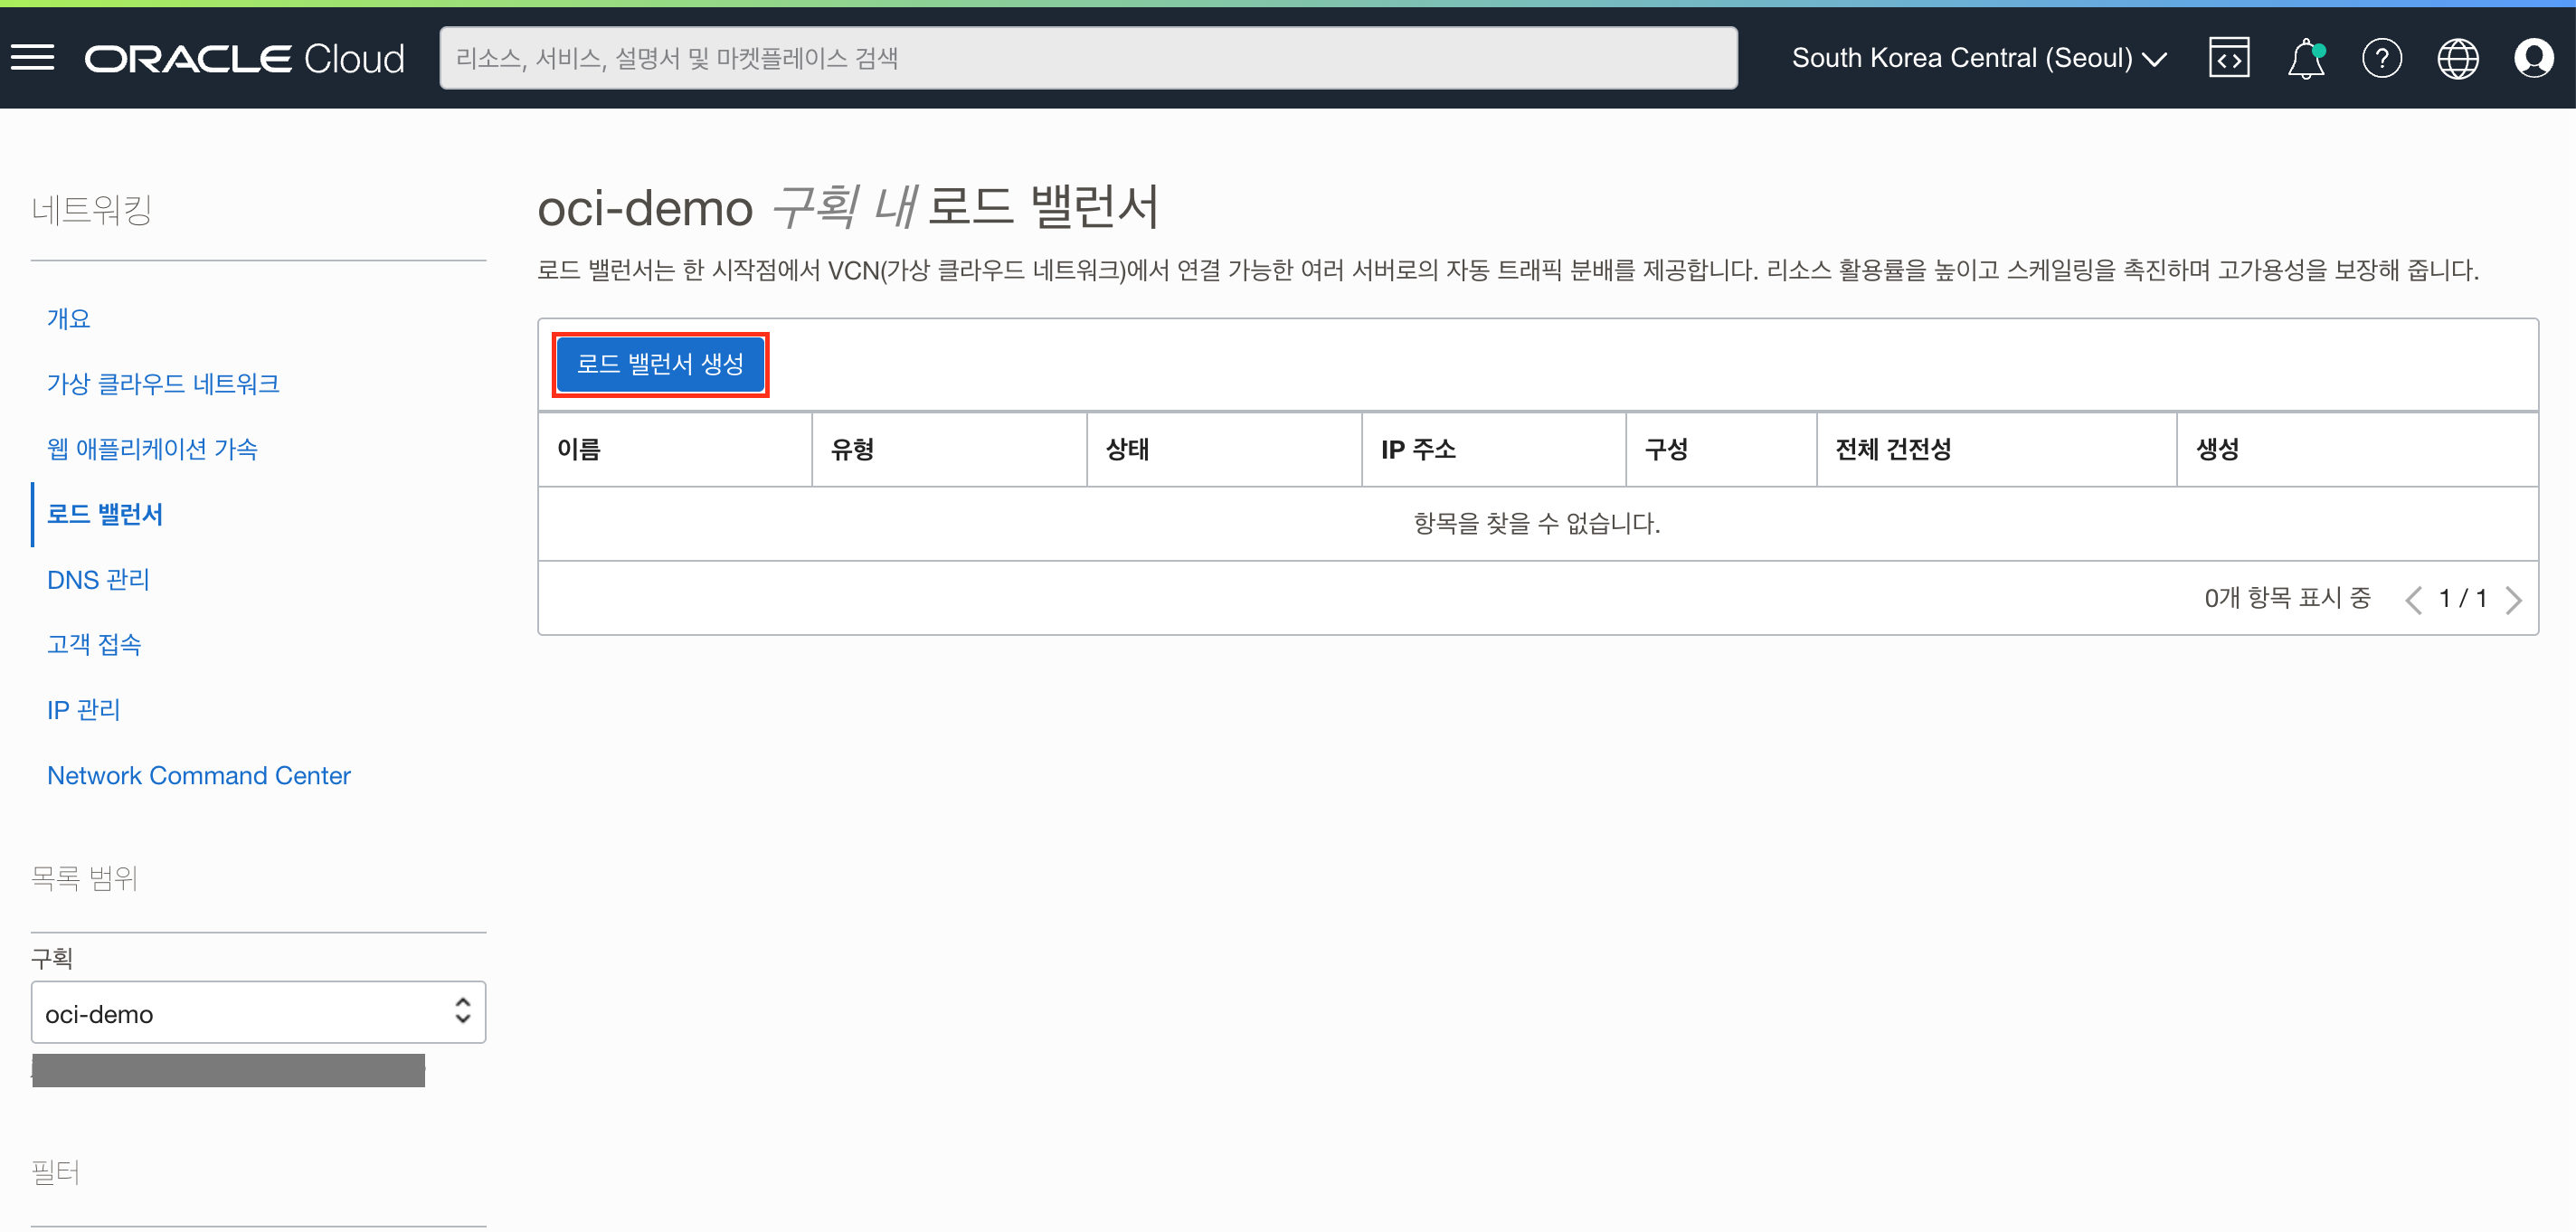 ORACLE Cloud
리소스, 서비스, 설명서 및 마켓플레이스 검색
South Korea Central (Seoul)
네트워킹
개요
가상 클라우드 네트워크
웹 애플리케이션 가속
로드 밸런서
DNS 관리
고객 접속
IP 관리
Network Command Center
목록 범위
구획
oci-demo
필터
oci-demo 구획 내 로드 밸런서
로드 밸런서는 한 시작점에서 VCN(가상 클라우드 네트워크)에서 연결 가능한 여러 서버로의 자동 트래픽 분배를 제공합니다. 리소스 활용률을 높이고 스케일링을 촉진하며 고가용성을 보장해 줍니다.
로드 밸런서 생성
이름 유형 상태 IP 주소 구성 전체 건전성 생성
항목을 찾을 수 없습니다.
0개 항목 표시 중 1 / 1